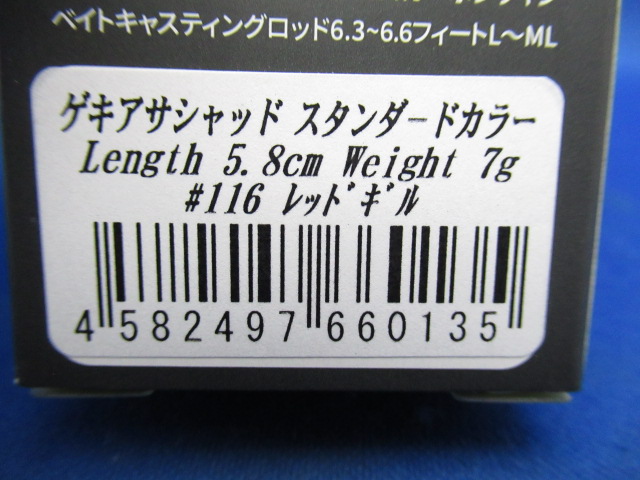 ベイトキャスティングロッド6.3~6.6フィートL～ML
ゲキアサシャッド スタンダードカラー
Length 5.8cm Weight 7g
#116 レッドギル
4 582497 660135